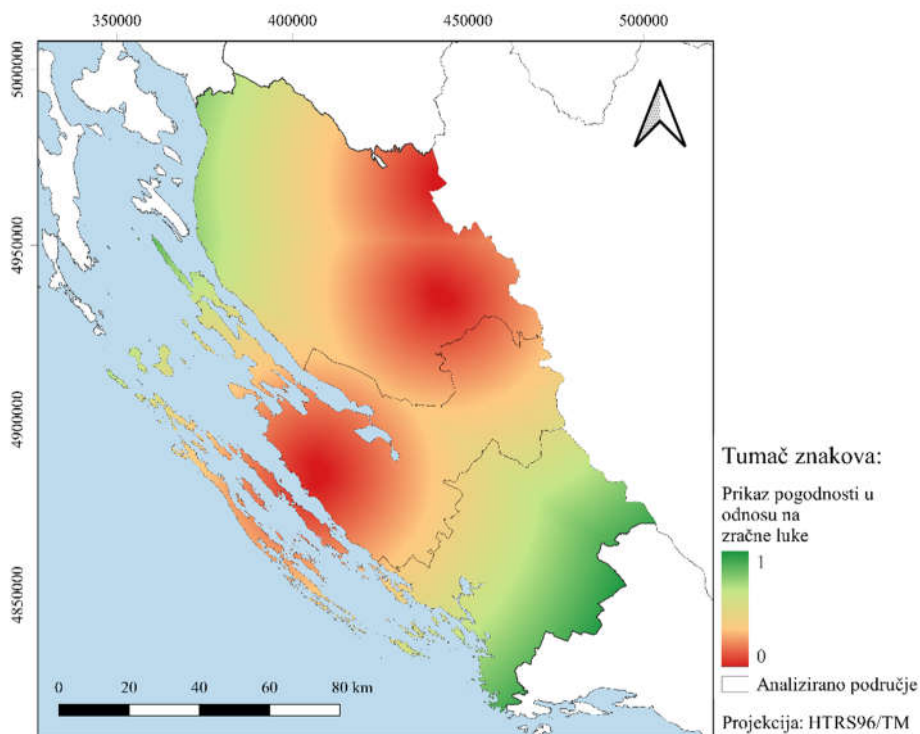 350000 400000 450000 500000
5000000
4950000
4900000
4850000
Tumač znakova:
Prikaz pogodnosti u
odnosu na
zračne luke
1
0
Analizirano područje
Projekcija: HTRS96/TM
0 20 40 60 80 km